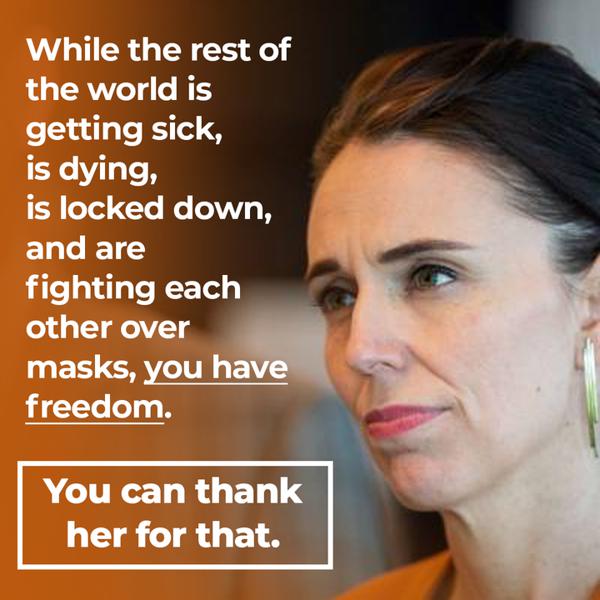 While the rest of
the world is
getting sick,
is dying,
is locked down,
and are
fighting each
other over
masks, you have
freedom.
You can thank
her for that.